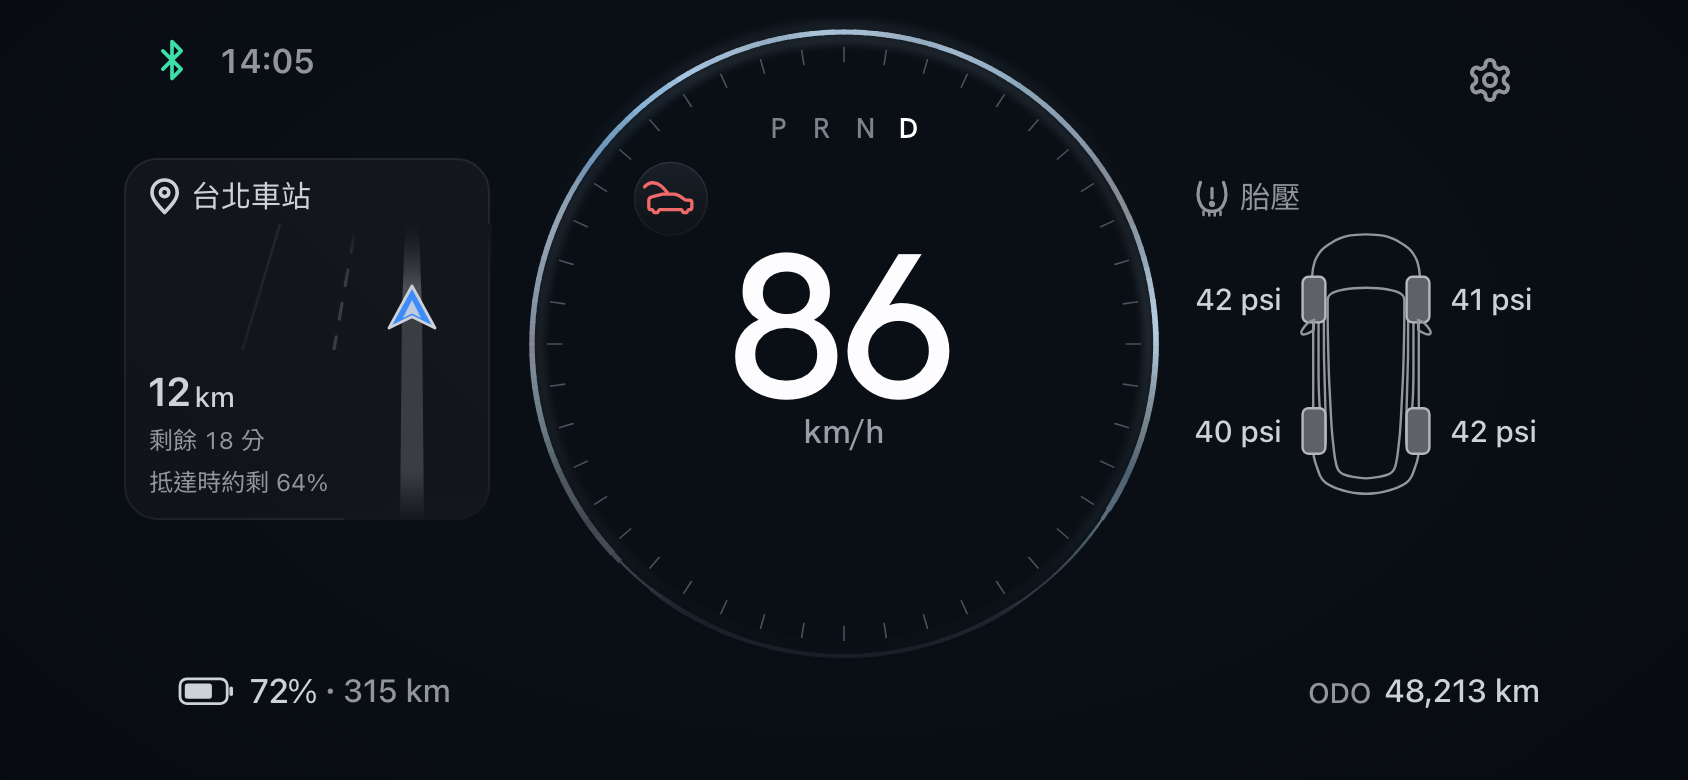 14:05
P R N D
台北車站
12 km
剩餘 18 分
抵達時約剩 64%
86
km/h
胎壓
42 psi
41 psi
40 psi
42 psi
72% · 315 km
ODO 48,213 km